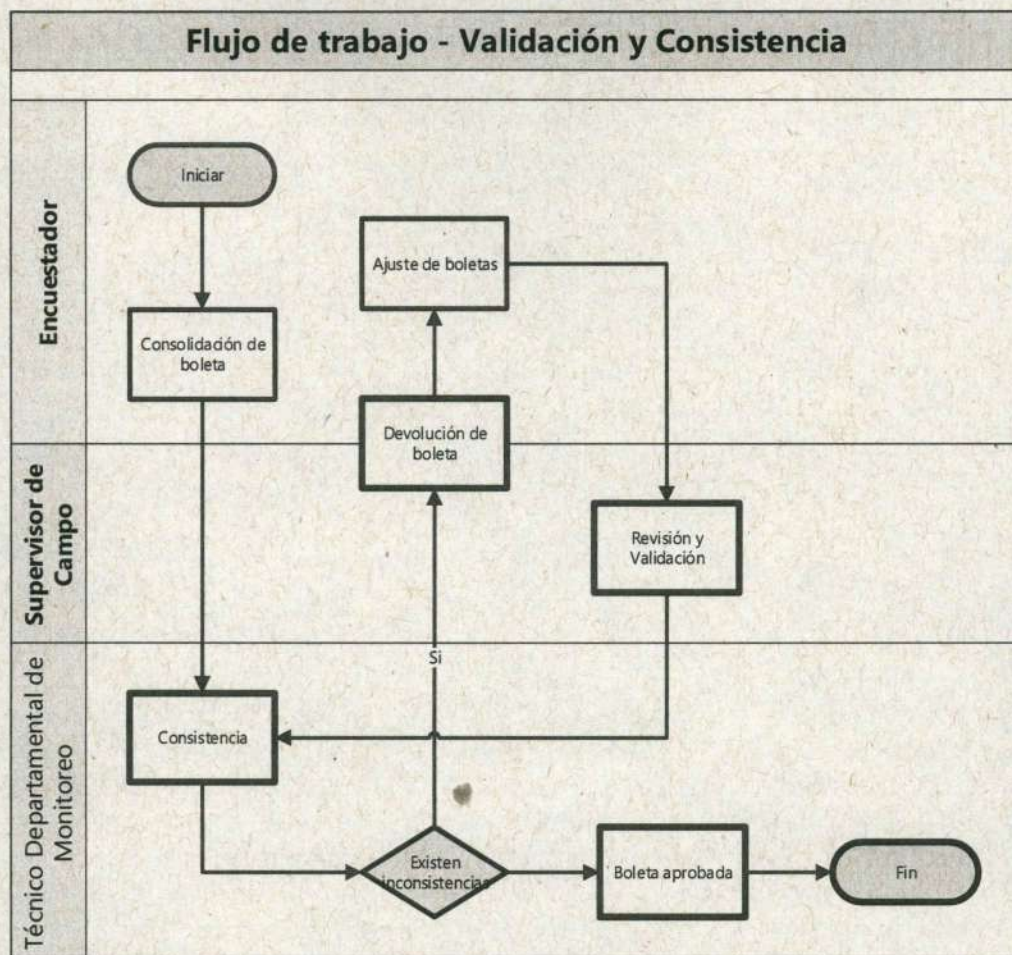 Flujo de trabajo - Validación y Consistencia
Encuestador
Iniciar
Consolidación de
boleta
Ajuste de boletas
Devolución de
boleta
Supervisor de
Campo
Revisión y
Validación
Si
Técnico Departamental de
Monitoreo
Consistencia
Existen
inconsistencias
Boleta aprobada
Fin